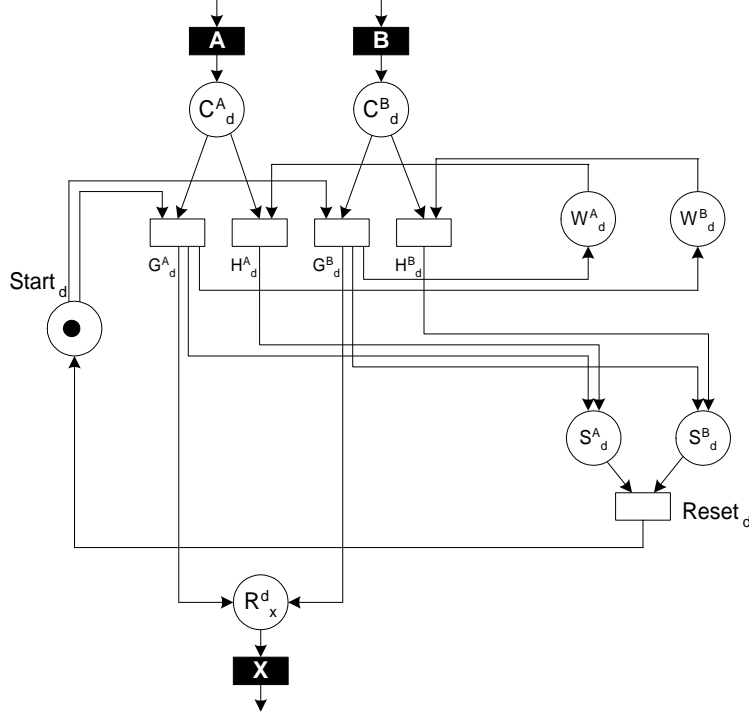 A
B
C^A_d
C^B_d
W^A_d
W^B_d
G^A_d
H^A_d
G^B_d
H^B_d
Start_d
S^A_d
S^B_d
Reset_d
R^d_x
X